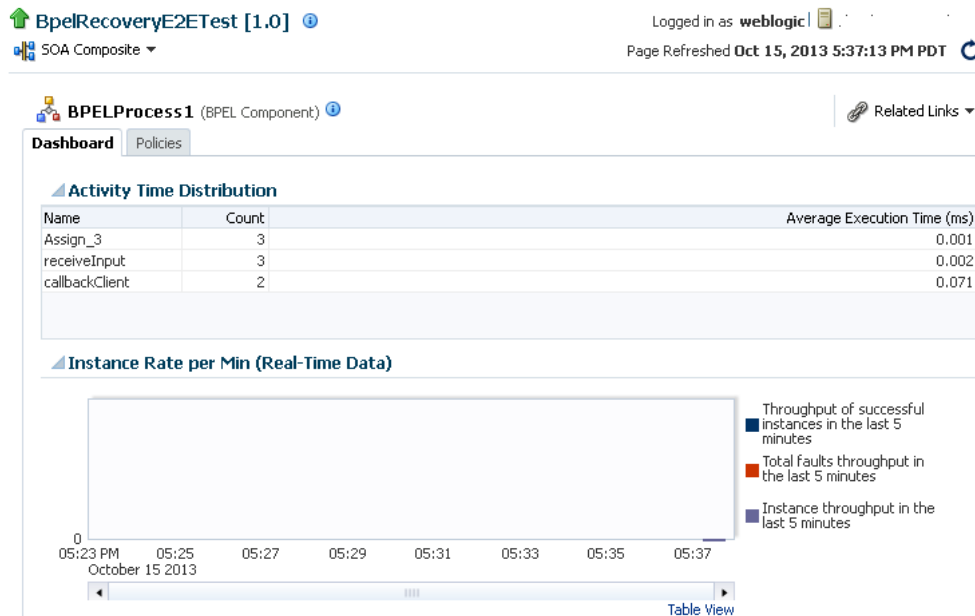 BpelRecoveryE2ETest [1.0]
Logged in as weblogic
SOA Composite
Page Refreshed Oct 15, 2013 5:37:13 PM PDT
BPELProcess1 (BPEL Component)
Related Links
Dashboard
Policies
Activity Time Distribution
Name Count Average Execution Time (ms)
Assign_3 3 0.001
receiveInput 3 0.002
callbackClient 2 0.071
Instance Rate per Min (Real-Time Data)
Throughput of successful
instances in the last 5
minutes
Total faults throughput in
the last 5 minutes
Instance throughput in the
last 5 minutes
0
05:23 PM 05:25 05:27 05:29 05:31 05:33 05:35 05:37
October 15 2013
Table View